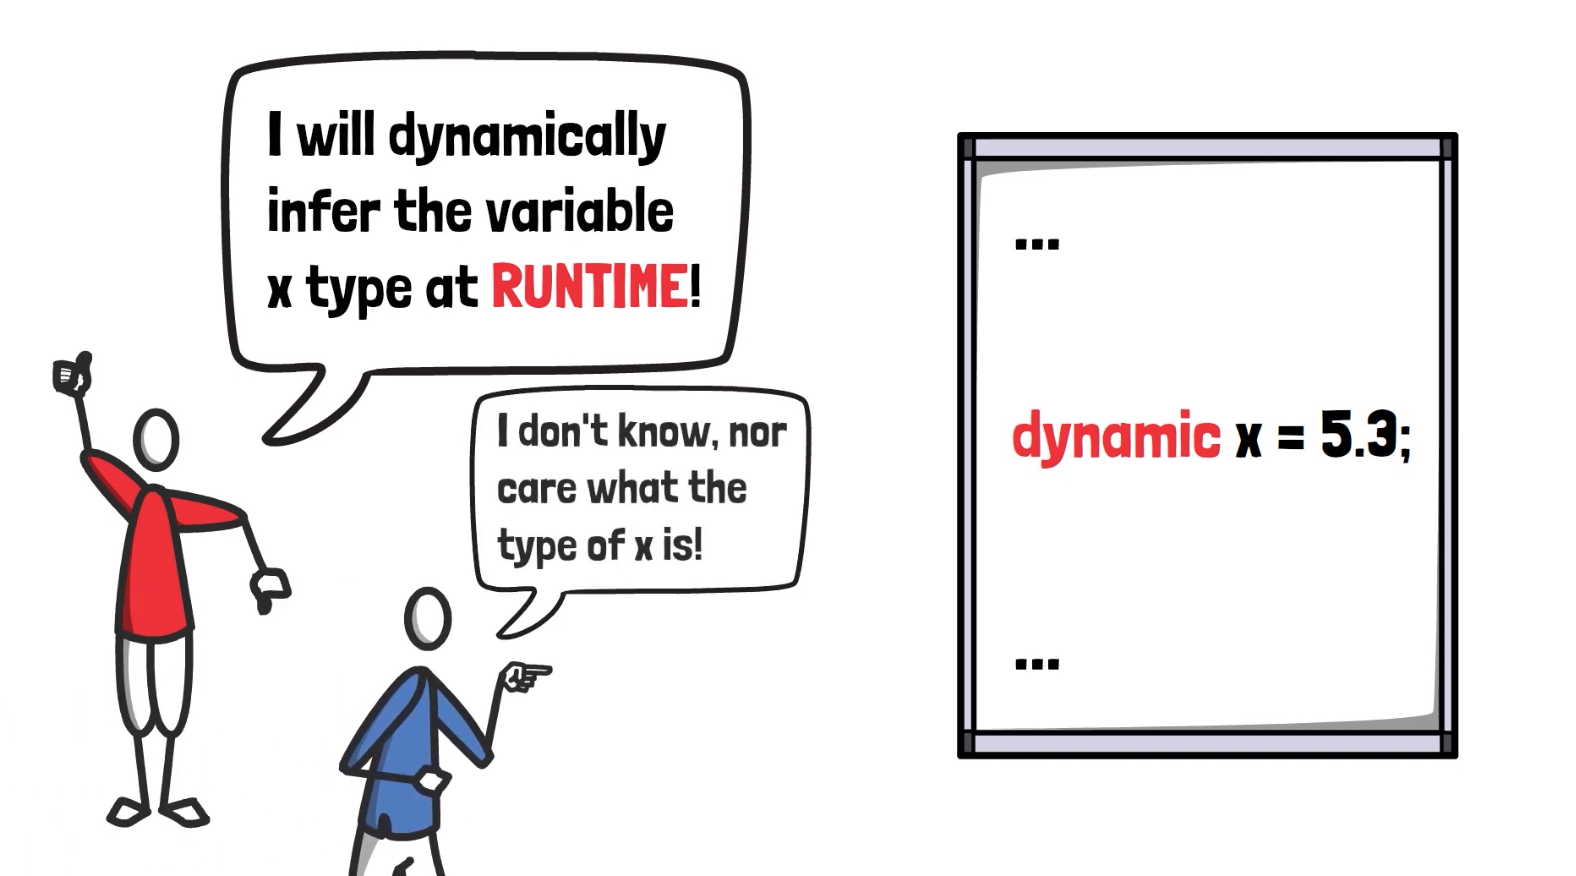 I will dynamically
infer the variable
x type at RUNTIME!
I don't know, nor
care what the
type of x is!
...
dynamic x = 5.3;
...